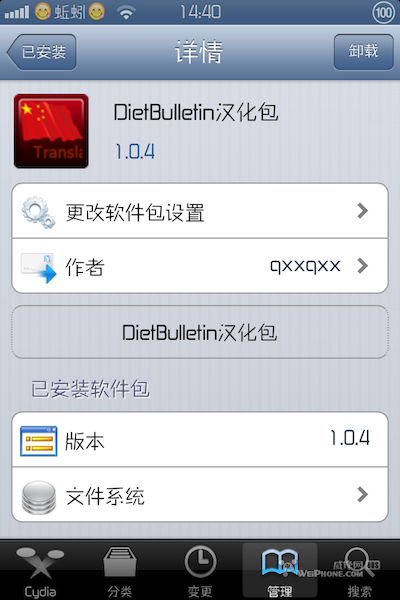 蚯蚓 14:40 100
已安装 详情 卸载
DietBulletin汉化包
1.0.4
Transla
更改软件包设置
作者 qxxqxx
DietBulletin汉化包
已安装软件包
版本 1.0.4
文件系统
Cydia 分类 变更 管理 搜索
威锋网
WEIPHONE.COM